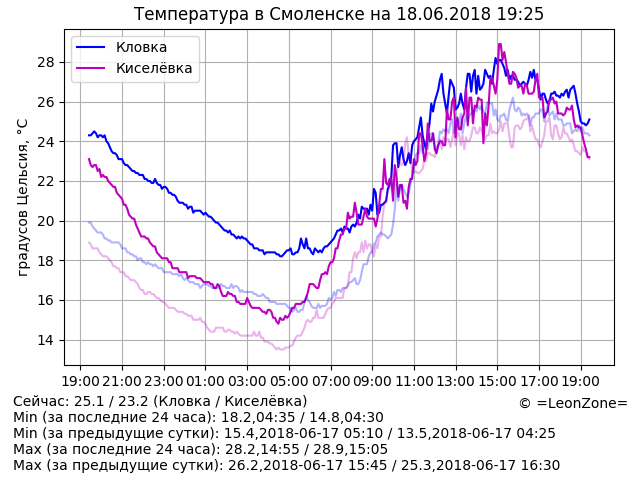 Температура в Смоленске на 18.06.2018 19:25
Кловка
Киселёвка
градусов Цельсия, °C
28
26
24
22
20
18
16
14
19:00 21:00 23:00 01:00 03:00 05:00 07:00 09:00 11:00 13:00 15:00 17:00 19:00
Сейчас: 25.1 / 23.2 (Кловка / Киселёвка)
© =LeonZone=
Min (за последние 24 часа): 18.2,04:35 / 14.8,04:30
Min (за предыдущие сутки): 15.4,2018-06-17 05:10 / 13.5,2018-06-17 04:25
Max (за последние 24 часа): 28.2,14:55 / 28.9,15:05
Max (за предыдущие сутки): 26.2,2018-06-17 15:45 / 25.3,2018-06-17 16:30